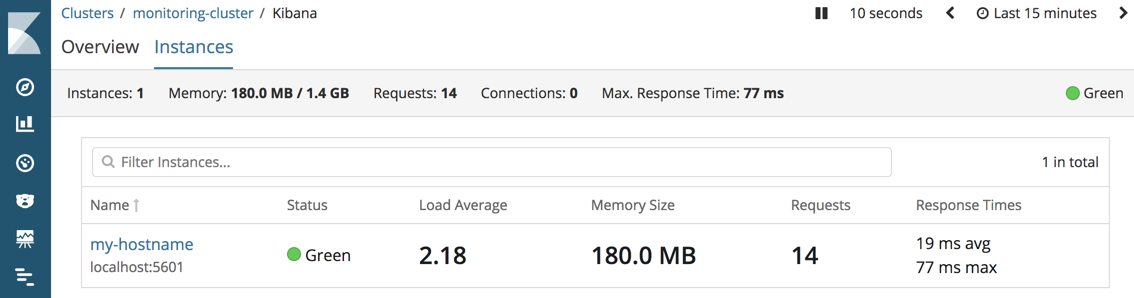 Clusters / monitoring-cluster / Kibana 10 seconds Last 15 minutes
Overview Instances
Instances: 1 Memory: 180.0 MB / 1.4 GB Requests: 14 Connections: 0 Max. Response Time: 77 ms Green
Filter Instances... 1 in total
Name Status Load Average Memory Size Requests Response Times
my-hostname Green 2.18 180.0 MB 14 19 ms avg
localhost:5601 77 ms max